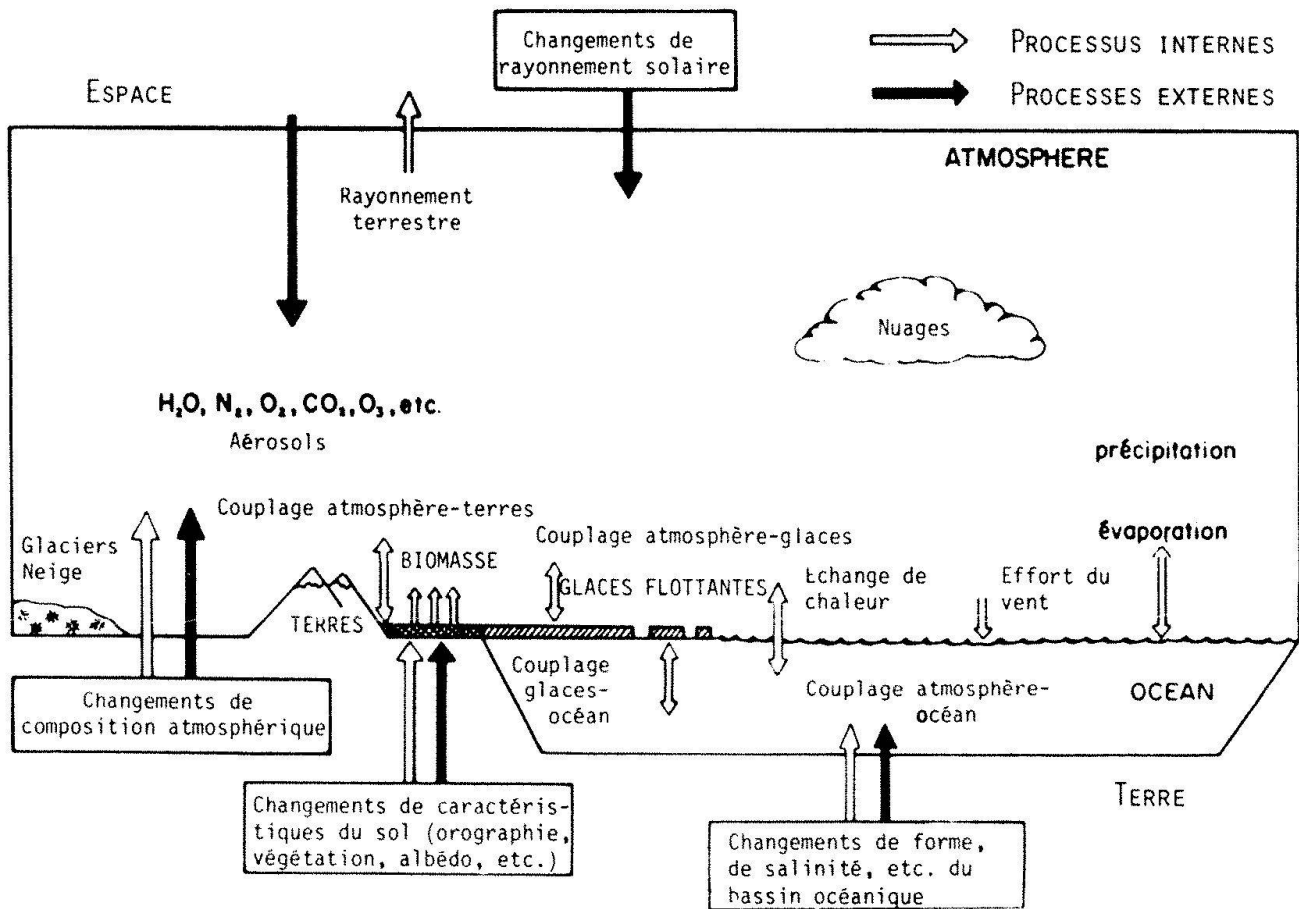 Changements de
rayonnement solaire
PROCESSUS INTERNES
PROCESSES EXTERNES
ESPACE
ATMOSPHERE
Rayonnement
terrestre
Nuages
H₂O, N₂, O₂, CO₂, O₃, etc.
Aérosols
précipitation
Couplage atmosphère-terres
Couplage atmosphère-glaces
évaporation
Glaciers
Neige
BIOMASSE
GLACES FLOTTANTES
Echange de
chaleur
Effort du
vent
TERRES
Couplage
glaces-
océan
Couplage atmosphère-
océan
OCEAN
Changements de
composition atmosphérique
TERRE
Changements de caractéris-
tiques du sol (orographie,
végétation, albédo, etc.)
Changements de forme,
de salinité, etc. du
bassin océanique